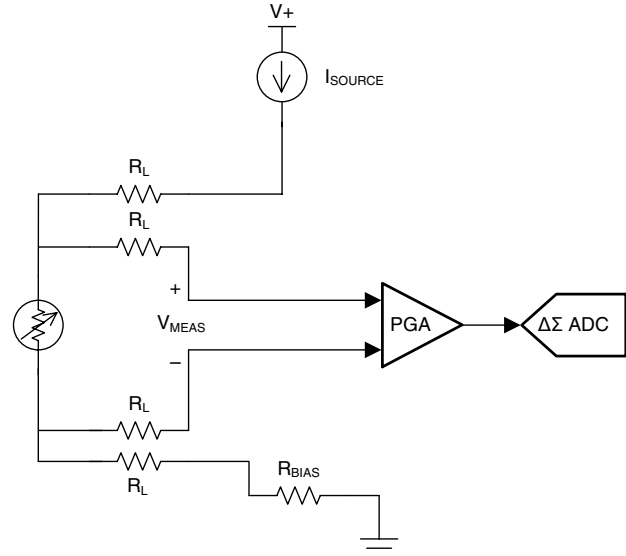 V+
I_SOURCE
R_L
R_L
+
V_MEAS
−
PGA
ΔΣ ADC
R_L
R_L
R_BIAS